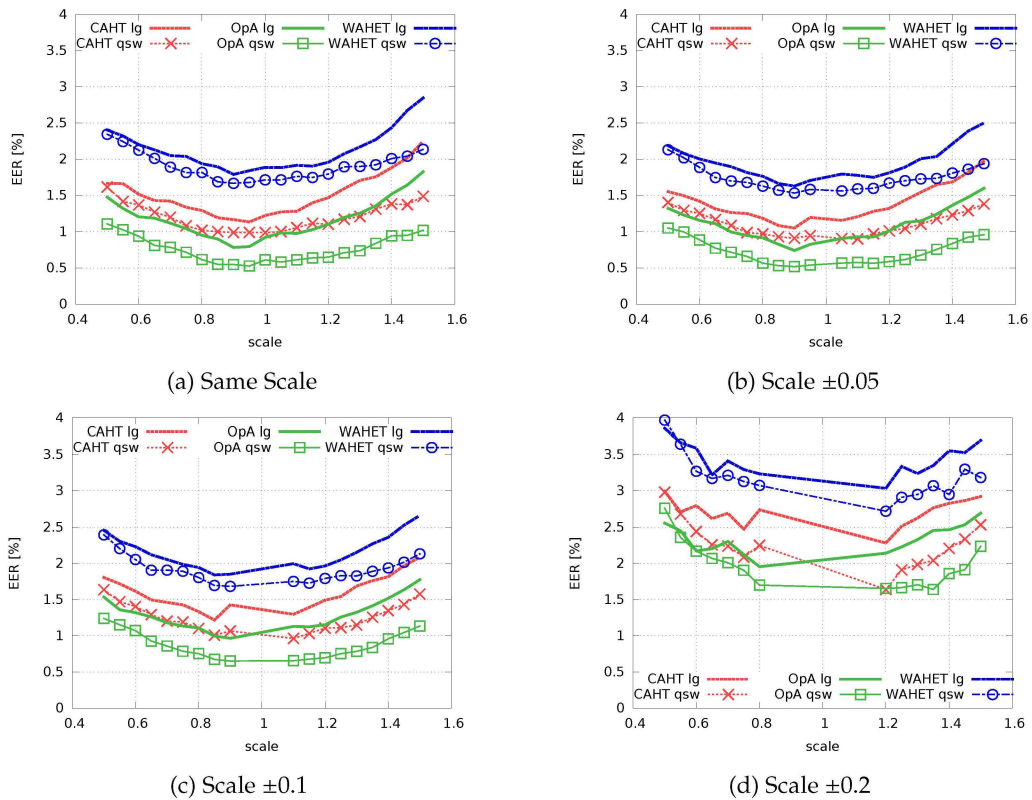 CAHT lg OpA lg WAHET lg
CAHT qsw OpA qsw WAHET qsw
4
3.5
3
2.5
2
1.5
1
0.5
0
EER [%]
0.4 0.6 0.8 1 1.2 1.4 1.6
scale
(a) Same Scale
CAHT lg OpA lg WAHET lg
CAHT qsw OpA qsw WAHET qsw
4
3.5
3
2.5
2
1.5
1
0.5
0
EER [%]
0.4 0.6 0.8 1 1.2 1.4 1.6
scale
(b) Scale ±0.05
CAHT lg OpA lg WAHET lg
CAHT qsw OpA qsw WAHET qsw
4
3.5
3
2.5
2
1.5
1
0.5
0
EER [%]
0.4 0.6 0.8 1 1.2 1.4 1.6
scale
(c) Scale ±0.1
4
3.5
3
2.5
2
1.5
1
0.5
0
EER [%]
CAHT lg OpA lg WAHET lg
CAHT qsw OpA qsw WAHET qsw
0.4 0.6 0.8 1 1.2 1.4 1.6
scale
(d) Scale ±0.2